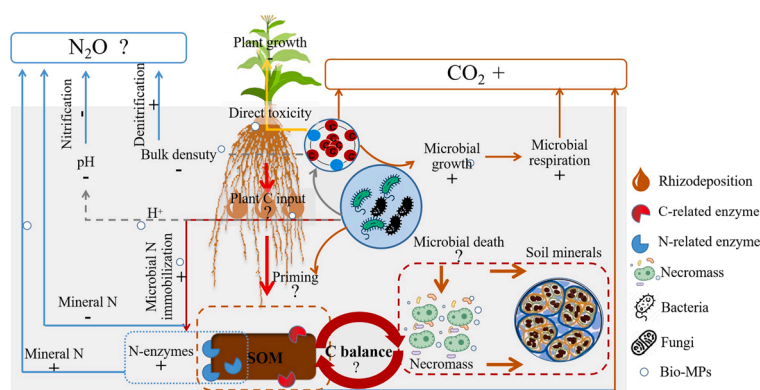 N₂O ?
Plant growth
-
CO₂ +
Nitrification
-
Denitrification
+
Direct toxicity
Bulk densuty
-
pH
-
Microbial
growth
+
Microbial
respiration
+
Plant C input
?
H⁺
Microbial N
immobilization
+
Priming
?
Microbial death
?
Soil minerals
Mineral N
-
Mineral N
+
N-enzymes
+
SOM
C balance
?
Necromass
Rhizodeposition
C-related enzyme
N-related enzyme
Necromass
Bacteria
Fungi
Bio-MPs